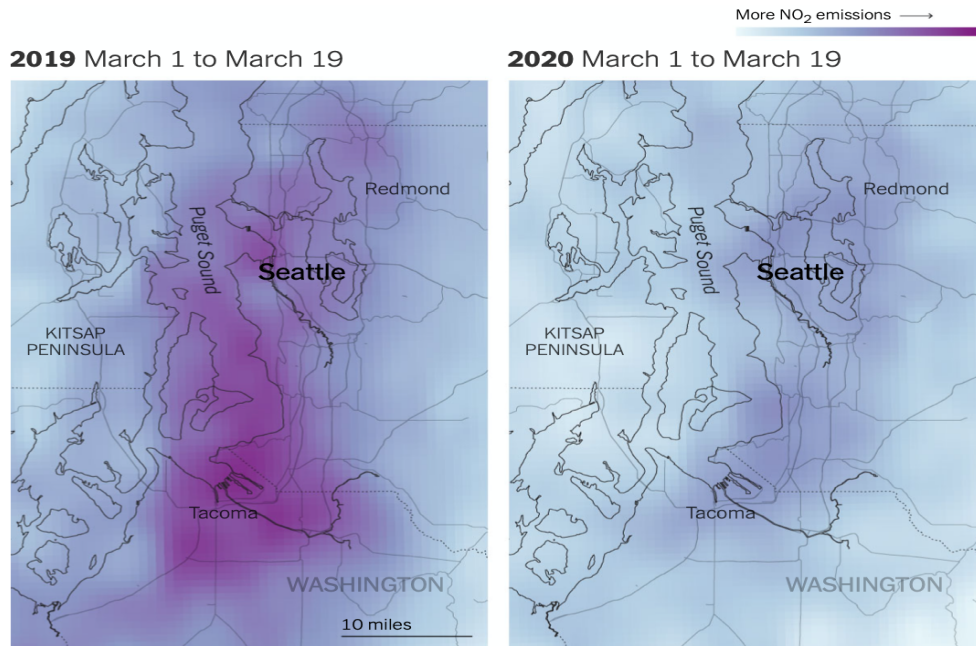 More NO₂ emissions
2019 March 1 to March 19
2020 March 1 to March 19
Redmond
Puget Sound
Seattle
KITSAP
PENINSULA
Tacoma
WASHINGTON
10 miles
Redmond
Puget Sound
Seattle
KITSAP
PENINSULA
Tacoma
WASHINGTON